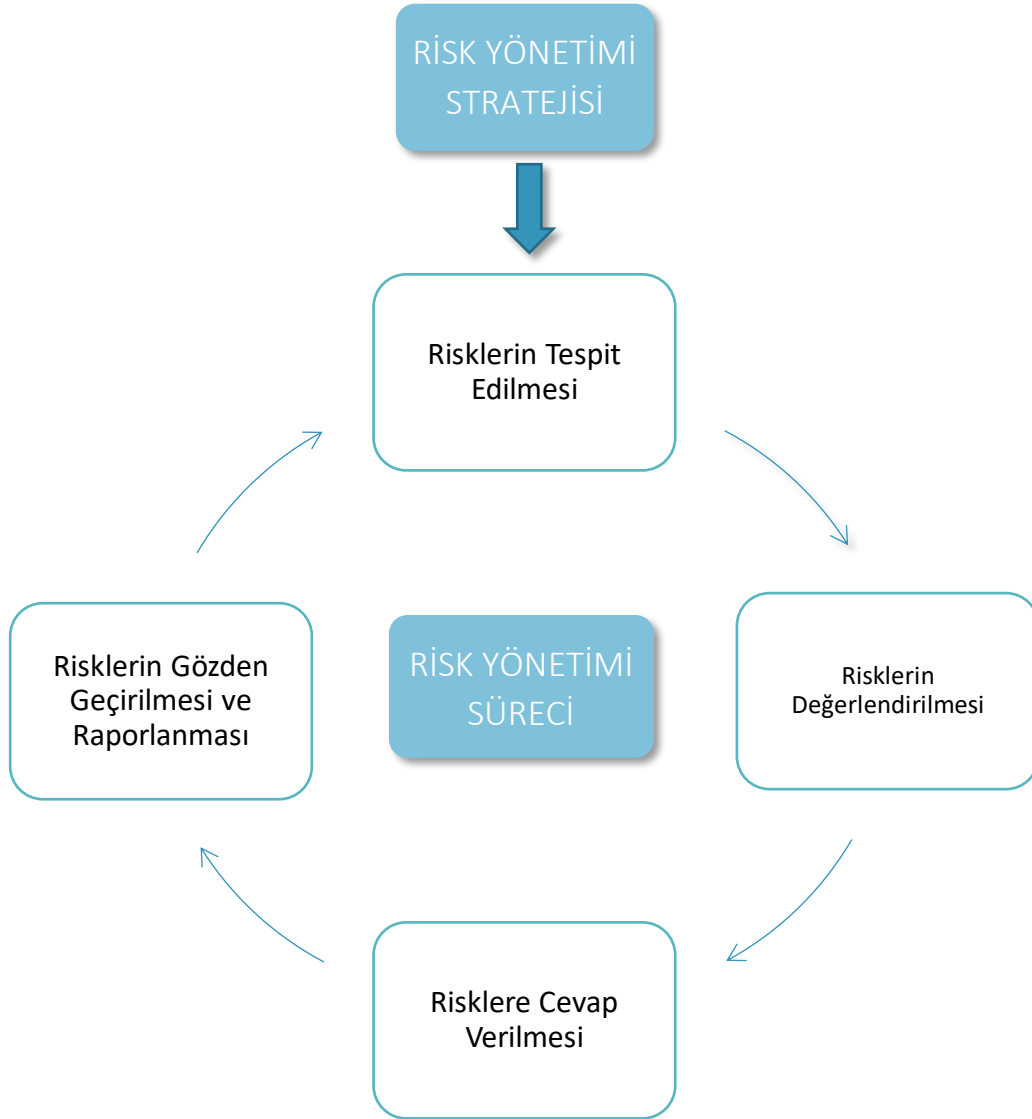 RİSK YÖNETİMİ
STRATEJİSİ
Risklerin Tespit
Edilmesi
Risklerin Gözden
Geçirilmesi ve
Raporlanması
RİSK YÖNETİMİ
SÜRECİ
Risklerin
Değerlendirilmesi
Risklere Cevap
Verilmesi